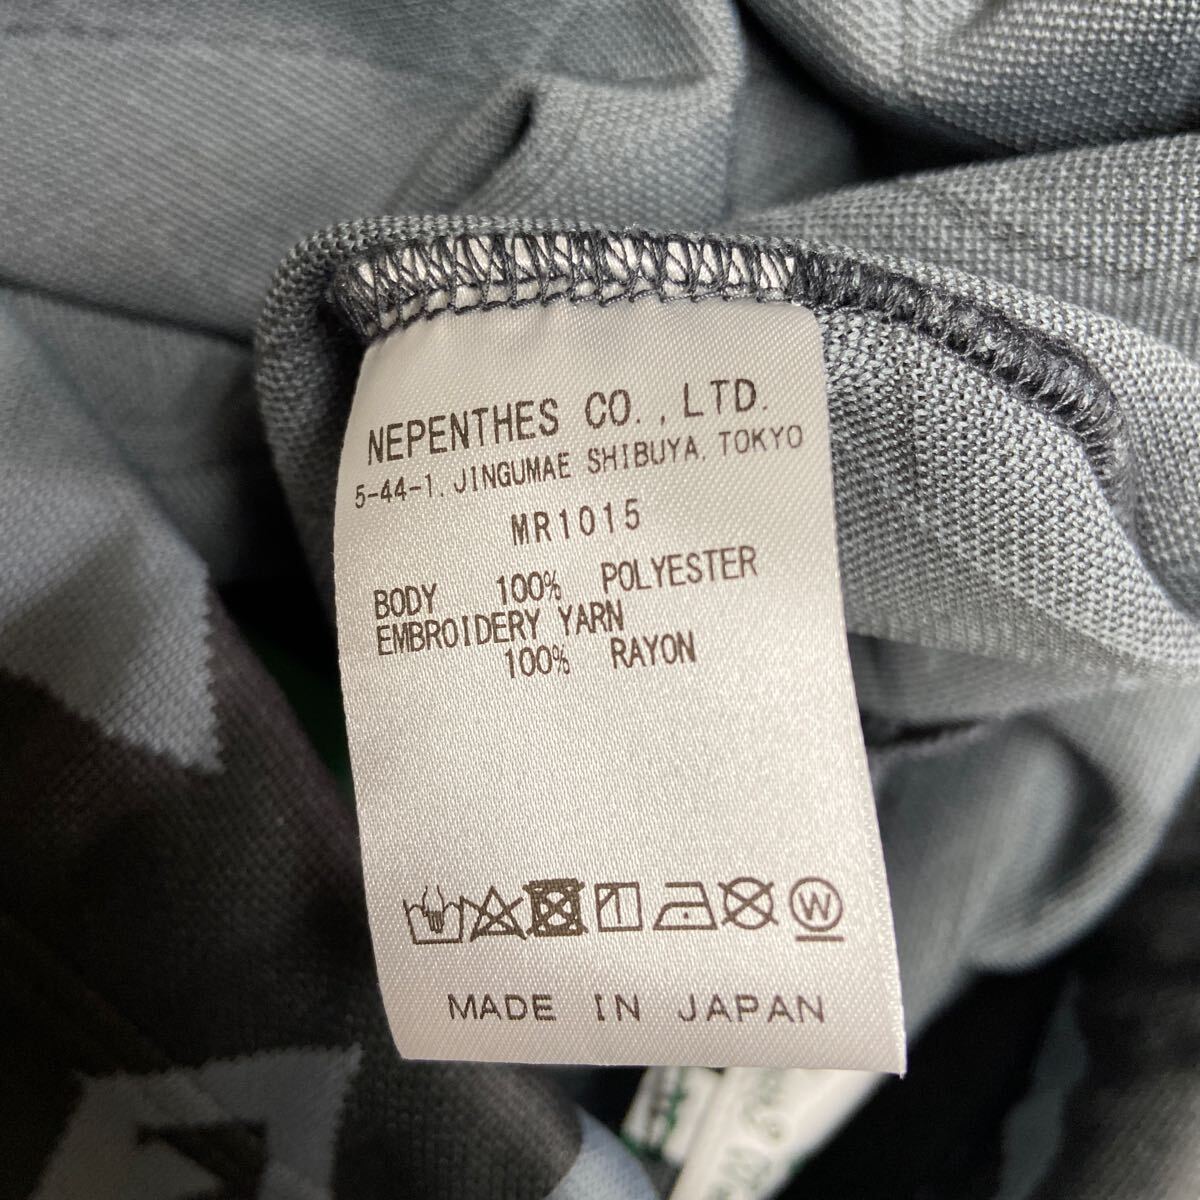 NEPENTHES CO., LTD.
5-44-1, JINGUMAE SHIBUYA, TOKYO
MR1015
BODY 100% POLYESTER
EMBROIDERY YARN
100% RAYON
W
MADE IN JAPAN